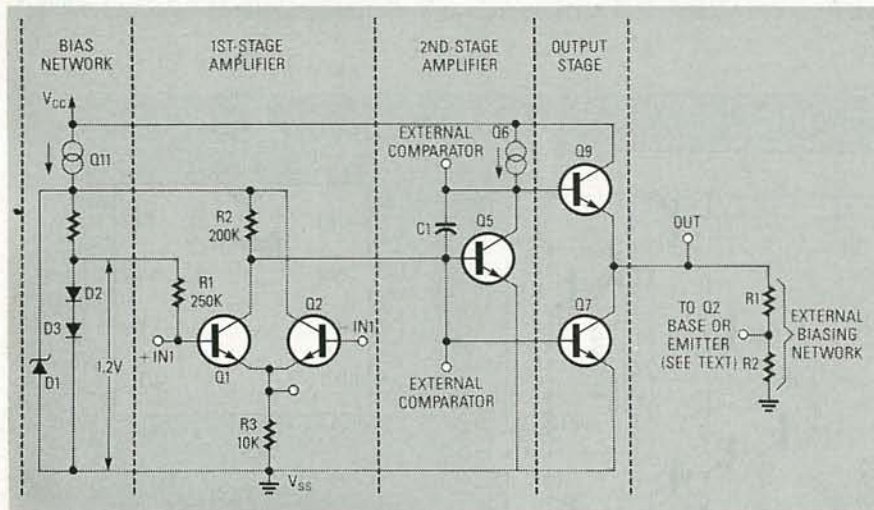 BIAS
NETWORK
1ST-STAGE
AMPLIFIER
2ND-STAGE
AMPLIFIER
OUTPUT
STAGE
VCC
Q11
EXTERNAL
COMPARATOR
Q6
Q9
R2
200K
C1
Q5
OUT
R1
250K
D2
Q2
Q7
R1
D3
1.2V
+ IN1
- IN1
TO Q2
BASE OR
EMITTER
(SEE TEXT)
R2
EXTERNAL
BIASING
NETWORK
D1
Q1
EXTERNAL
COMPARATOR
R3
10K
VSS